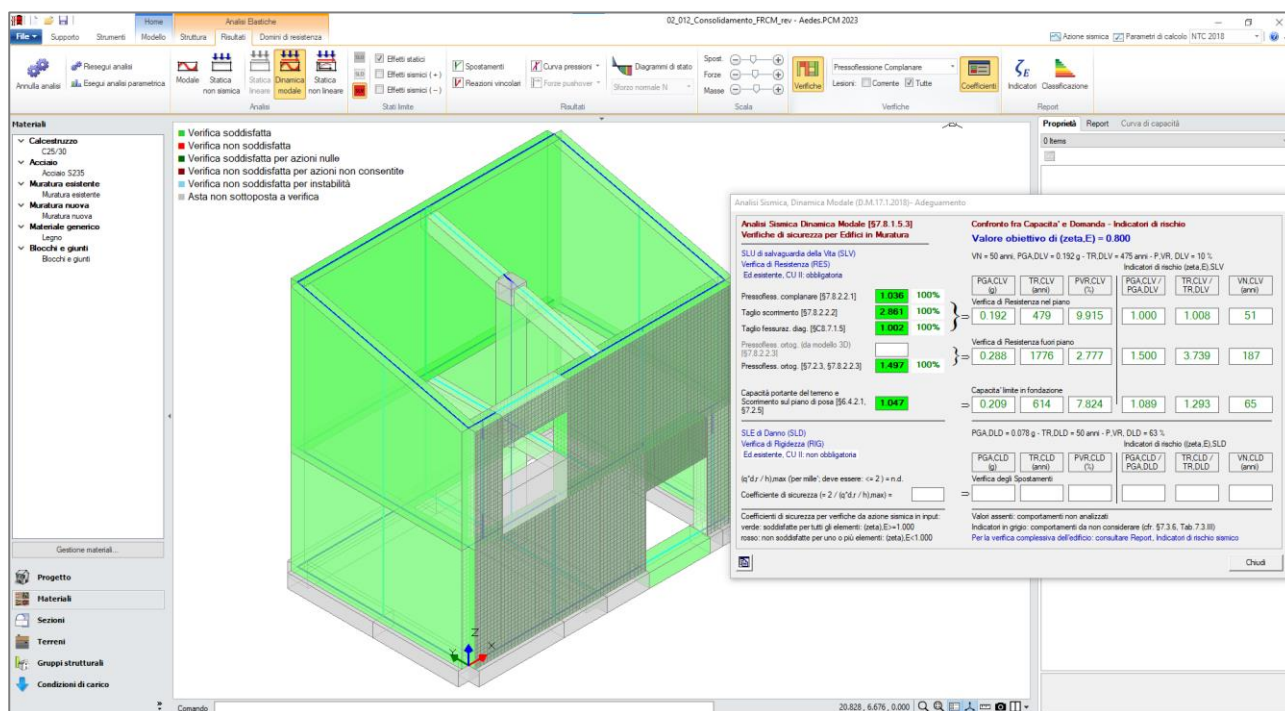 02_012_Consolidamento_FRCM_rev - Aedes.PCM 2023
Home
Analisi Elastiche
File
Supporto
Strumenti
Modello
Struttura
Risultati
Domini di resistenza
Azione sismica
Parametri di calcolo
NTC 2018
Annulla analisi
Riesegui analisi
Esegui analisi parametrica
Modale
Statica non sismica
Statica lineare
Dinamica modale
Statica non lineare
Analisi
SLU
SLD
Effetti statici
Effetti sismici (+)
Effetti sismici (−)
Stati limite
Spostamenti
Reazioni vincolari
Curva pressioni
Forze pushover
Diagrammi di stato
Sforzo normale N
Risultati
Spost.
Forze
Masse
Scala
Verifiche
Pressoflessione Complanare
Lesioni:
Corrente
Tutte
Coefficienti
Verifiche
Indicatori
Classificazione
Report
Materiali
Calcestruzzo
C25/30
Acciaio
Acciaio S235
Muratura esistente
Muratura esistente
Muratura nuova
Muratura nuova
Materiale generico
Legno
Blocchi e giunti
Blocchi e giunti
Gestione materiali...
Progetto
Materiali
Sezioni
Terreni
Gruppi strutturali
Condizioni di carico
Verifica soddisfatta
Verifica non soddisfatta
Verifica soddisfatta per azioni nulle
Verifica non soddisfatta per azioni non consentite
Verifica non soddisfatta per instabilità
Asta non sottoposta a verifica
Z
X
Y
Comando
20.828 , 6.676, 0.000
Proprietà
Report
Curva di capacità
0 Items
Analisi Sismica, Dinamica Modale (D.M.17.1.2018)- Adeguamento
Analisi Sismica Dinamica Modale [§7.8.1.5.3]
Verifiche di sicurezza per Edifici in Muratura
SLU di salvaguardia della Vita (SLV)
Verifica di Resistenza (RES)
Ed.esistente, CU II: obbligatoria
Pressofless. complanare [§7.8.2.2.1] 1.036 100%
Taglio scorrimento [§7.8.2.2.2] 2.861 100%
Taglio fessuraz. diag. [§C8.7.1.5] 1.002 100%
Pressofless. ortog. (da modello 3D)
[§7.8.2.2.3]
Pressofless. ortog. [§7.2.3, §7.8.2.2.3] 1.497 100%
Capacità portante del terreno e
Scorrimento sul piano di posa [§6.4.2.1, 1.047
§7.2.5]
SLE di Danno (SLD)
Verifica di Rigidezza (RIG)
Ed.esistente, CU II: non obbligatoria
(q*d,r / h),max (per mille', deve essere: <= 2 ) = n.d.
Coefficiente di sicurezza (= 2 / (q*d,r / h),max) =
Coefficienti di sicurezza per verifiche da azione sismica in input:
verde: soddisfatte per tutti gli elementi: (zeta),E>=1.000
rosso: non soddisfatte per uno o più elementi: (zeta),E<1.000
Confronto fra Capacita' e Domanda - Indicatori di rischio
Valore obiettivo di (zeta,E) = 0.800
VN = 50 anni, PGA,DLV = 0.192 g - TR,DLV = 475 anni - P,VR, DLV = 10 %
Indicatori di rischio (zeta,E),SLV
PGA,CLV (g) TR,CLV (anni) PVR,CLV (%) PGA,CLV / PGA,DLV TR,CLV / TR,DLV VN,CLV (anni)
Verifica di Resistenza nel piano
0.192 479 9.915 1.000 1.008 51
Verifica di Resistenza fuori piano
0.288 1776 2.777 1.500 3.739 187
Capacita' limite in fondazione
0.209 614 7.824 1.089 1.293 65
PGA,DLD = 0.078 g - TR,DLD = 50 anni - P,VR, DLD = 63 %
Indicatori di rischio ((zeta,E),SLD
PGA,CLD (g) TR,CLD (anni) PVR,CLD (%) PGA,CLD / PGA,DLD TR,CLD / TR,DLD VN,CLD (anni)
Verifica degli Spostamenti
Valori assenti: comportamenti non analizzati
Indicatori in grigio: comportamenti da non considerare (cfr. §7.3.6, Tab.7.3.III)
Per la verifica complessiva dell'edificio: consultare Report, Indicatori di rischio sismico
Chiudi